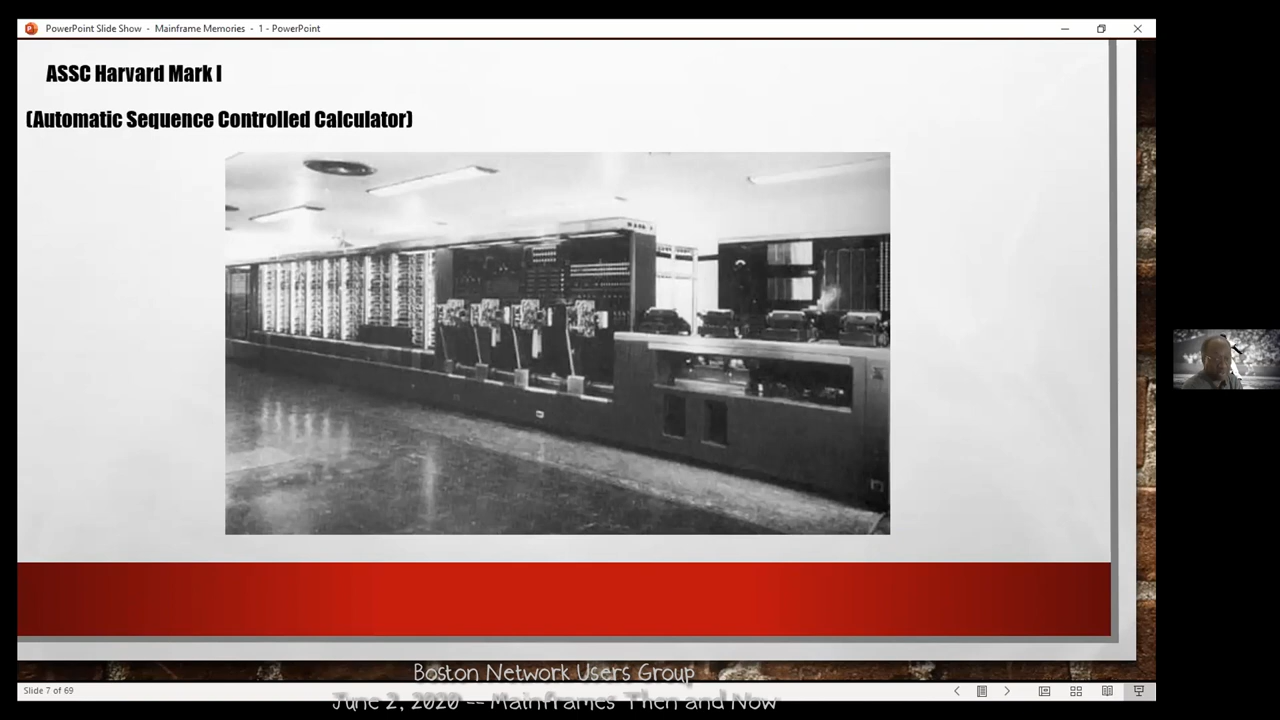 PowerPoint Slide Show - Mainframe Memories - 1 - PowerPoint
ASSC Harvard Mark I
(Automatic Sequence Controlled Calculator)
Boston Network Users Group
Slide 7 of 69
June 2, 2020 -- Mainframes Then and Now